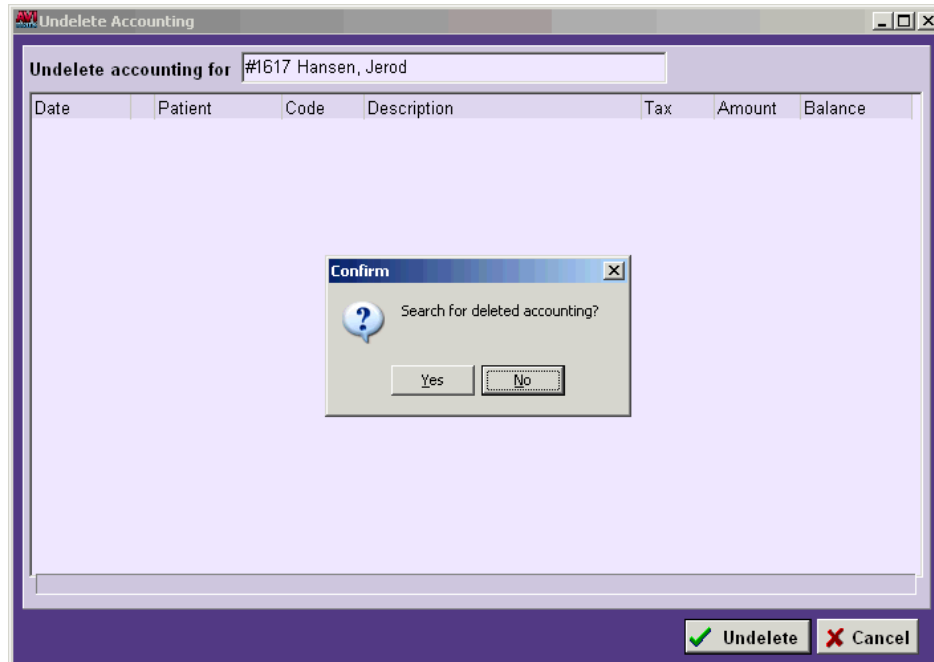 Undelete Accounting
Undelete accounting for #1617 Hansen, Jerod
Date Patient Code Description Tax Amount Balance
Confirm
Search for deleted accounting?
Yes No
Undelete Cancel